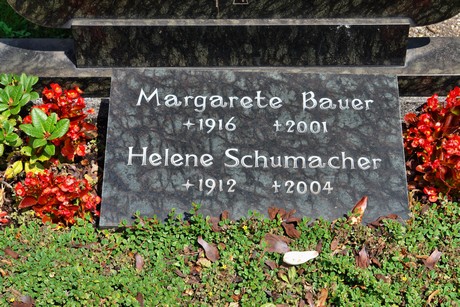 Margarete Bauer
+1916 +2001
Helene Schumacher
+1912 +2004